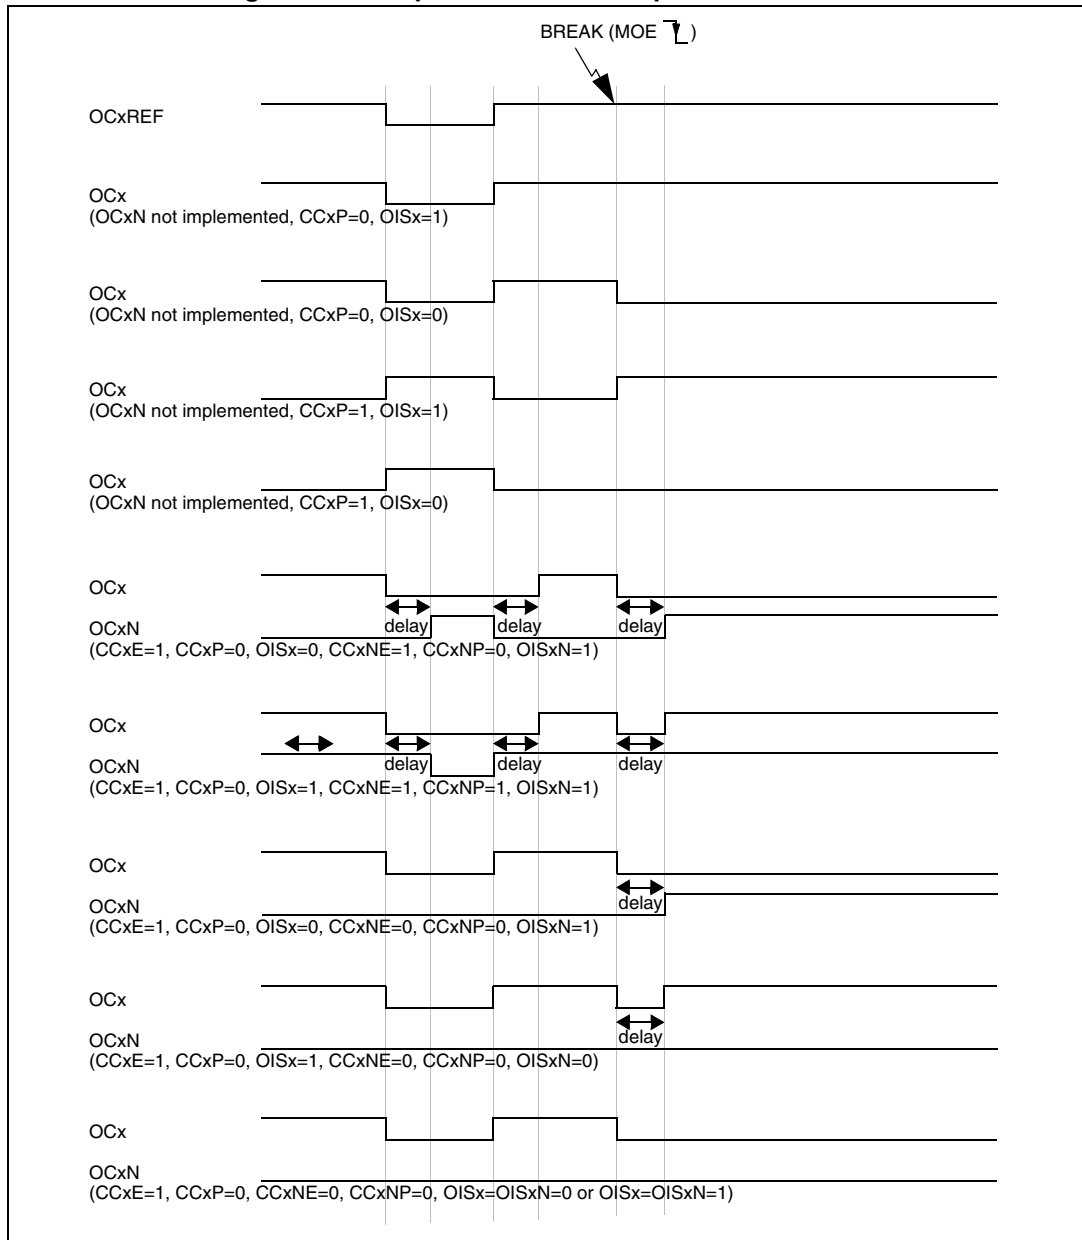 BREAK (MOE )
OCxREF
OCx
(OCxN not implemented, CCxP=0, OISx=1)
OCx
(OCxN not implemented, CCxP=0, OISx=0)
OCx
(OCxN not implemented, CCxP=1, OISx=1)
OCx
(OCxN not implemented, CCxP=1, OISx=0)
OCx
delay delay delay
OCxN
(CCxE=1, CCxP=0, OISx=0, CCxNE=1, CCxNP=0, OISxN=1)
OCx
delay delay delay
OCxN
(CCxE=1, CCxP=0, OISx=1, CCxNE=1, CCxNP=1, OISxN=1)
OCx
delay
OCxN
(CCxE=1, CCxP=0, OISx=0, CCxNE=0, CCxNP=0, OISxN=1)
OCx
delay
OCxN
(CCxE=1, CCxP=0, OISx=1, CCxNE=0, CCxNP=0, OISxN=0)
OCx
OCxN
(CCxE=1, CCxP=0, CCxNE=0, CCxNP=0, OISx=OISxN=0 or OISx=OISxN=1)